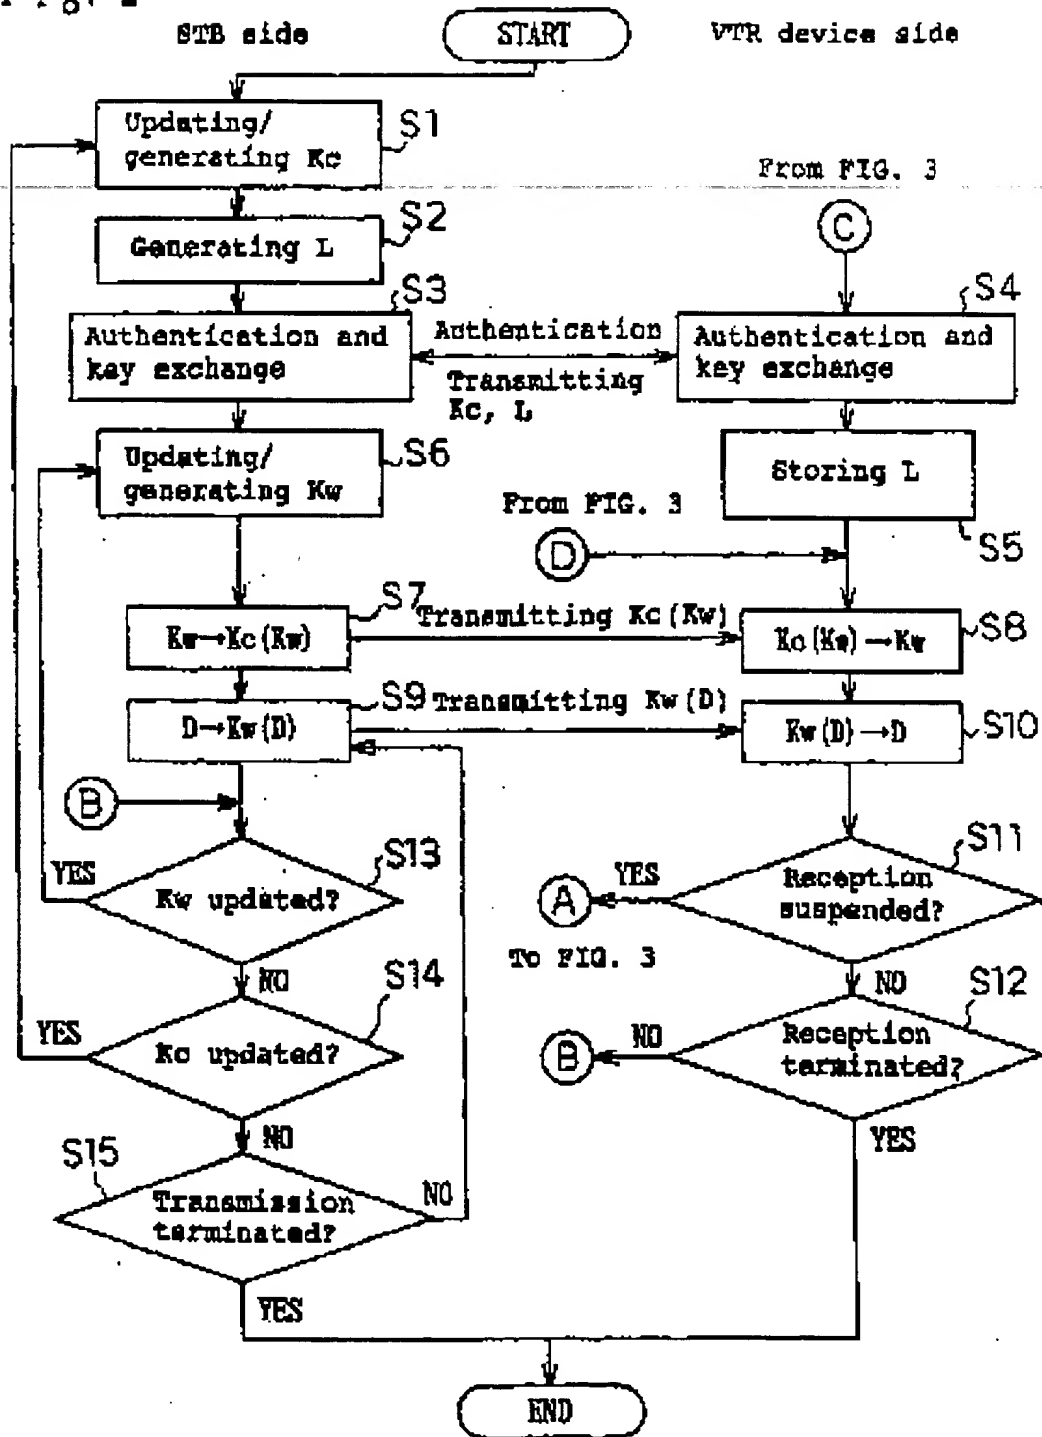 STB side
START
VTR device side
Updating/
generating Kc
S1
From FIG. 3
Generating L
S2
C
S3
S4
Authentication and
key exchange
Authentication
Transmitting
Kc, L
Authentication and
key exchange
Updating/
generating Kw
S6
Storing L
From FIG. 3
S5
D
S7
Transmitting Kc(Kw)
Kw→Kc(Kw)
Kc(Kw)→Kw
S8
S9
Transmitting Kw(D)
D→Kw(D)
Kw(D)→D
S10
B
S13
S11
YES
Kw updated?
A
YES
Reception
suspended?
To FIG. 3
NO
S14
NO
S12
YES
Kc updated?
B
NO
Reception
terminated?
NO
YES
S15
Transmission
terminated?
NO
YES
END